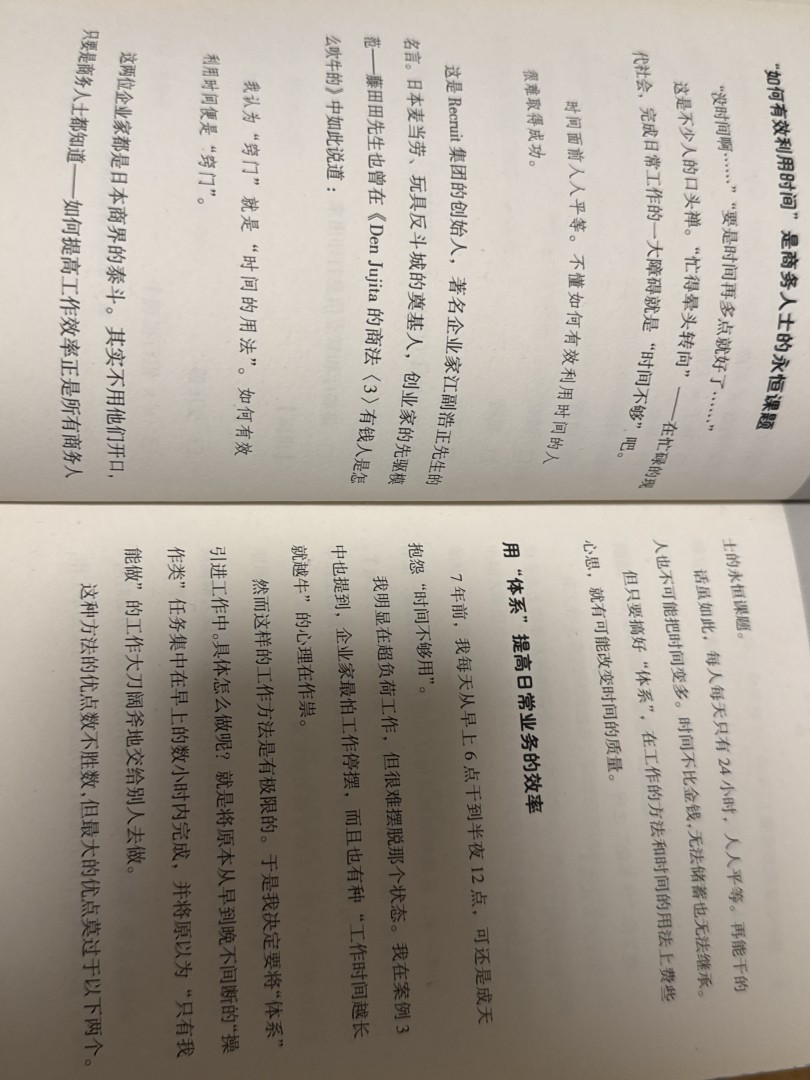 “如何有效利用时间”是商务人士的永恒课题
“没时间啊……”“要是时间再多点就好了……”
这是不少人的口头禅。“忙得晕头转向”——在忙碌的现
代社会，完成日常工作的一大障碍就是“时间不够”吧。
时间面前人人平等。不懂如何有效利用时间的人
很难取得成功。
这是 Recruit 集团的创始人，著名企业家江副浩正先生的
名言。日本麦当劳、玩具反斗城的奠基人，创业家的先驱模
范——藤田田先生也曾在《Den Jujita 的商法〈3〉有钱人是怎
么吹牛的》中如此说道：
我认为“窍门”就是“时间的用法”。如何有效
利用时间便是“窍门”。
这两位企业家都是日本商界的泰斗。其实不用他们开口，
只要是商务人士都知道——如何提高工作效率正是所有商务人
士的永恒课题。
话虽如此，每人每天只有 24 小时，人人平等。再能干的
人也不可能把时间变多。时间不比金钱，无法储蓄也无法继承。
但只要搞好“体系”，在工作的方法和时间的用法上费些
心思，就有可能改变时间的质量。
用“体系”提高日常业务的效率
7 年前，我每天从早上 6 点干到半夜 12 点，可还是成天
抱怨“时间不够用”。
我明显在超负荷工作，但很难摆脱那个状态。我在案例 3
中也提到，企业家最怕工作停摆，而且也有种“工作时间越长
就越牛”的心理在作祟。
然而这样的工作方法是有极限的。于是我决定要将“体系”
引进工作中。具体怎么做呢？就是将原本从早到晚不间断的“操
作类”任务集中在早上的数小时内完成，并将原以为“只有我
能做”的工作大刀阔斧地交给别人去做。
这种方法的优点数不胜数，但最大的优点莫过于以下两个。